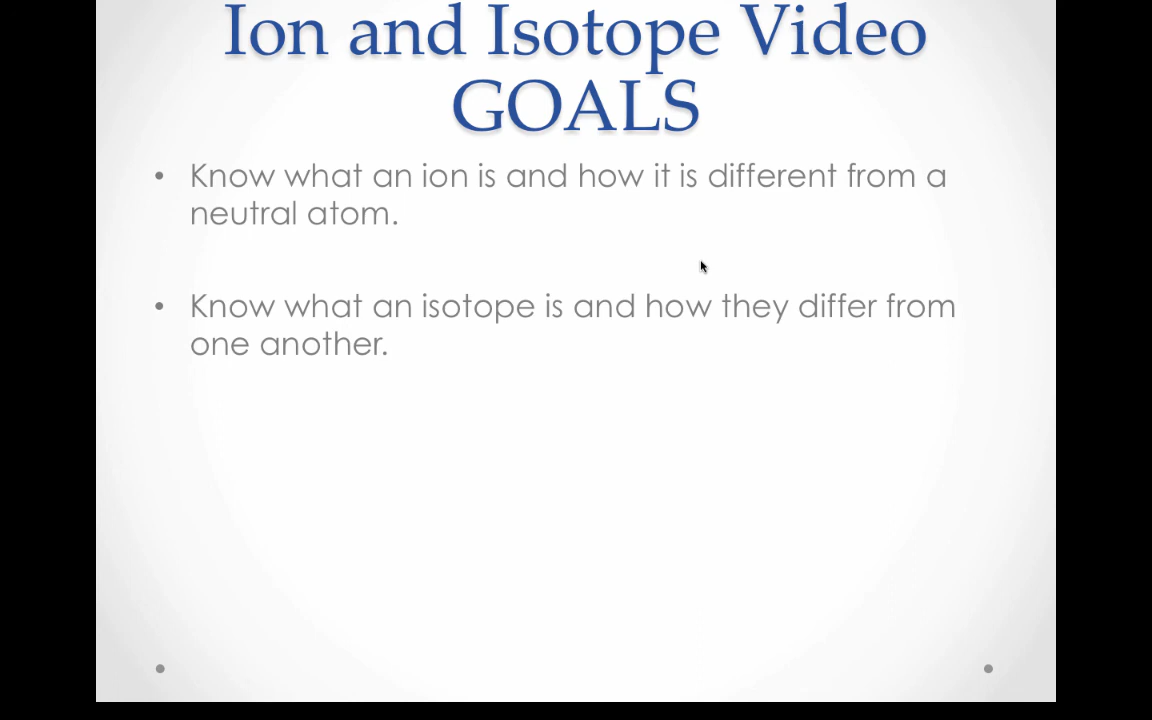 Ion and Isotope Video
GOALS
• Know what an ion is and how it is different from a
neutral atom.
• Know what an isotope is and how they differ from
one another.